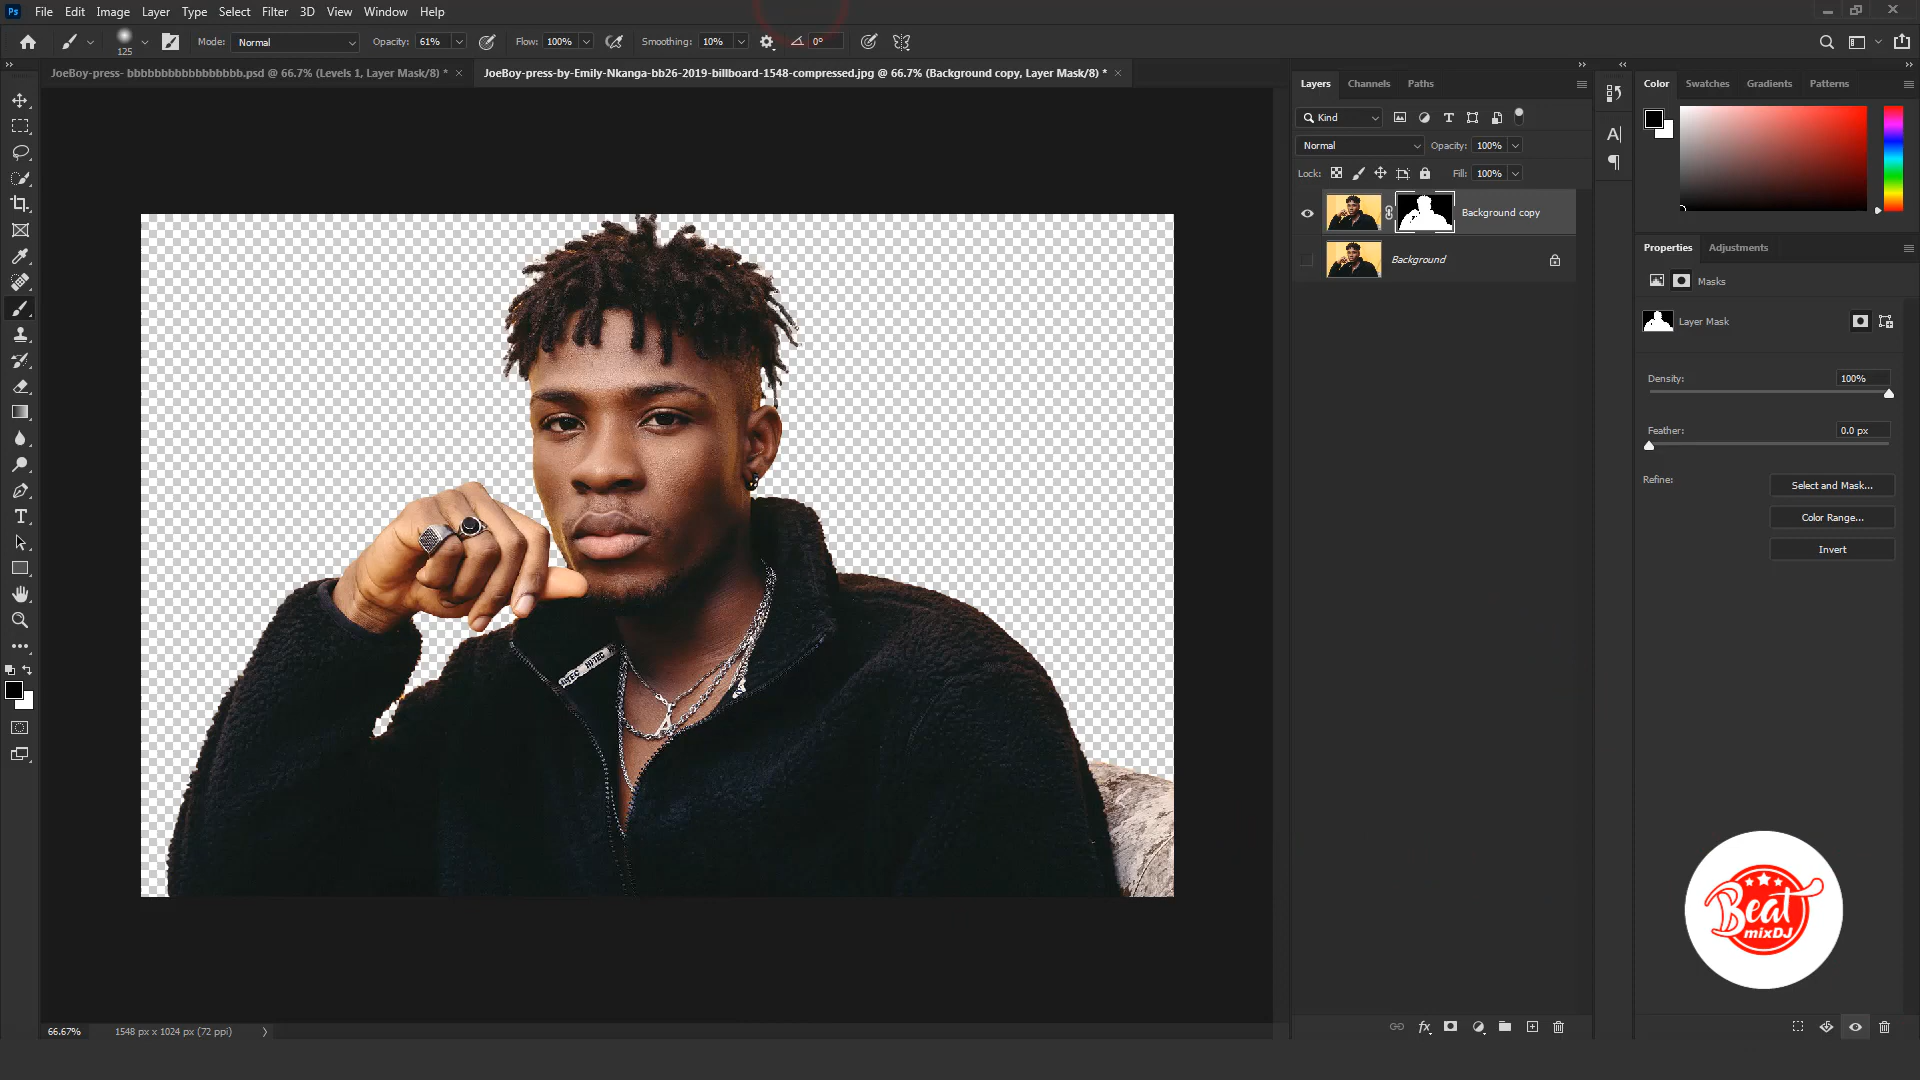 Ps File Edit Image Layer Type Select Filter 3D View Window Help
125 Mode: Normal Opacity: 61% Flow: 100% Smoothing: 10% 0°
JoeBoy-press- bbbbbbbbbbbbbbbbb.psd @ 66.7% (Levels 1, Layer Mask/8) * ×
JoeBoy-press-by-Emily-Nkanga-bb26-2019-billboard-1548-compressed.jpg @ 66.7% (Background copy, Layer Mask/8) * ×
Layers Channels Paths
Kind
Normal Opacity: 100%
Lock: Fill: 100%
Background copy
Background
Color Swatches Gradients Patterns
Properties Adjustments
Masks
Layer Mask
Density: 100%
Feather: 0.0 px
Refine: Select and Mask...
Color Range...
Invert
Beat
mixDJ
66.67% 1548 px x 1024 px (72 ppi)